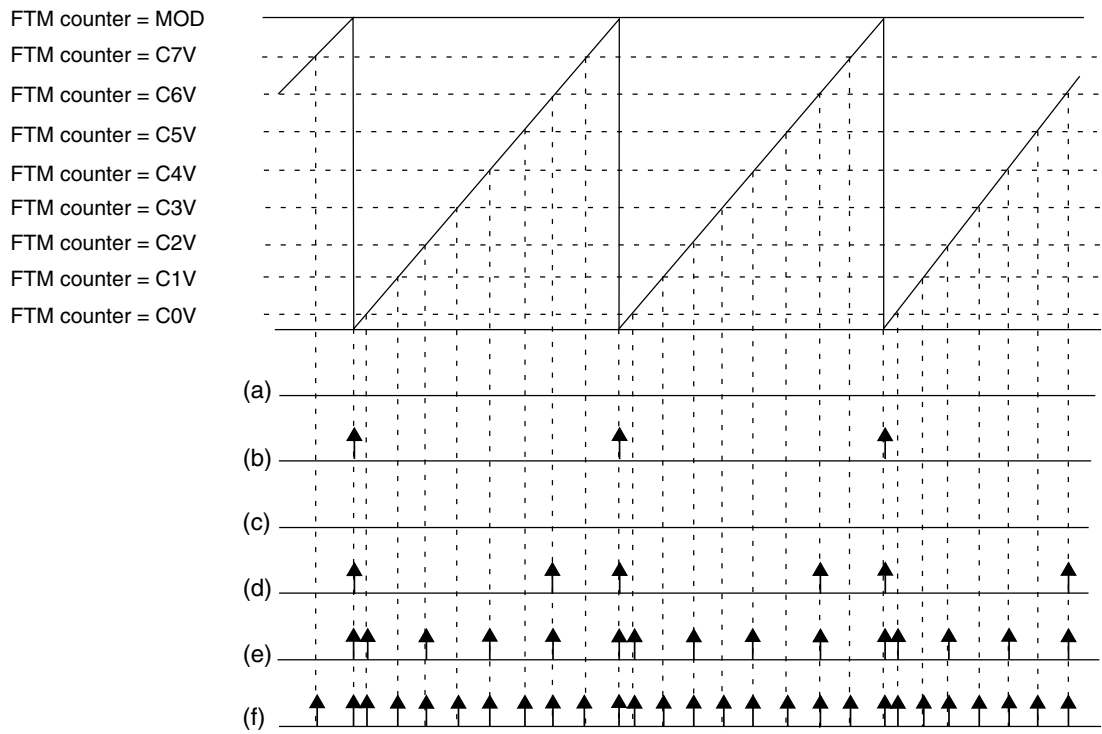 FTM counter = MOD
FTM counter = C7V
FTM counter = C6V
FTM counter = C5V
FTM counter = C4V
FTM counter = C3V
FTM counter = C2V
FTM counter = C1V
FTM counter = C0V
(a)
(b)
(c)
(d)
(e)
(f)